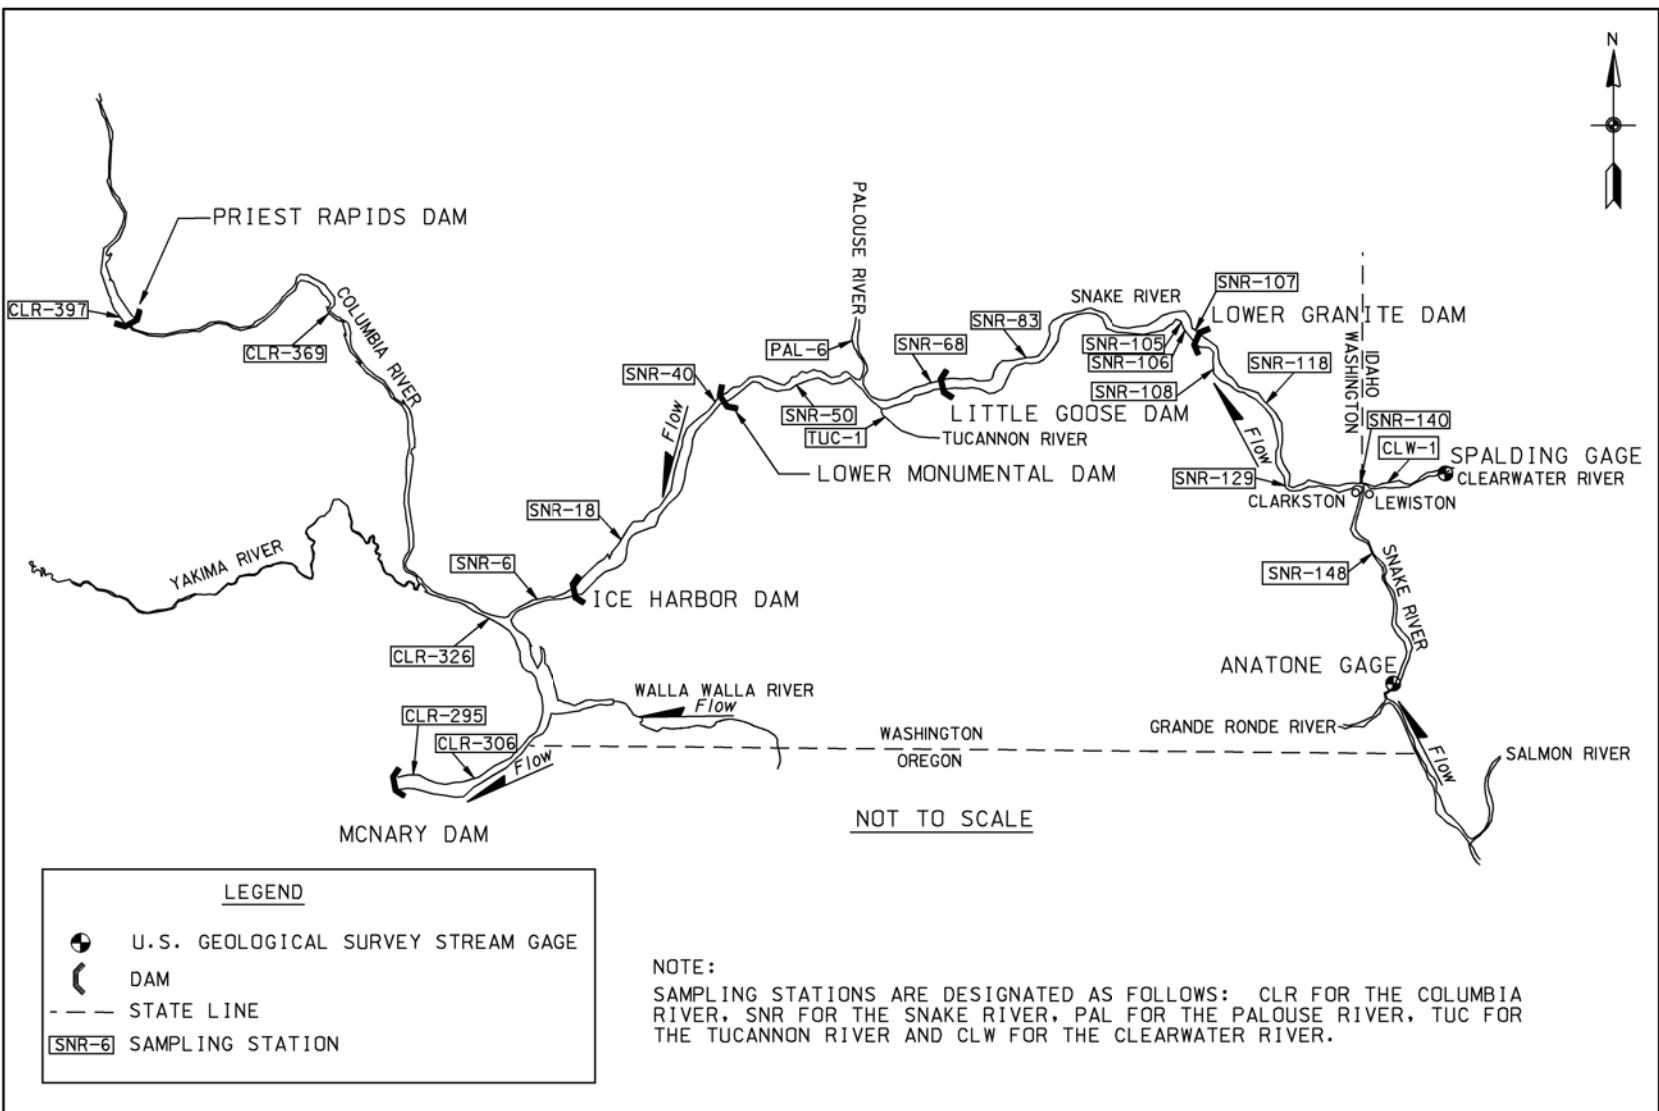 N
PRIEST RAPIDS DAM
CLR-397
CLR-369
COLUMBIA RIVER
PALOUSE RIVER
PAL-6
SNR-40
SNR-50
TUC-1
TUCANNON RIVER
SNR-68
SNR-83
LITTLE GOOSE DAM
LOWER MONUMENTAL DAM
Flow
SNAKE RIVER
SNR-107
LOWER GRANITE DAM
SNR-105
SNR-106
SNR-108
SNR-118
Flow
IDAHO
WASHINGTON
SNR-140
CLW-1
SPALDING GAGE
CLEARWATER RIVER
SNR-129
CLARKSTON
LEWISTON
SNR-148
SNAKE RIVER
SNR-18
SNR-6
ICE HARBOR DAM
YAKIMA RIVER
CLR-326
WALLA WALLA RIVER
Flow
CLR-295
CLR-306
Flow
MCNARY DAM
WASHINGTON
OREGON
ANATONE GAGE
GRANDE RONDE RIVER
Flow
SALMON RIVER
NOT TO SCALE
LEGEND
U.S. GEOLOGICAL SURVEY STREAM GAGE
DAM
STATE LINE
SNR-6 SAMPLING STATION
NOTE:
SAMPLING STATIONS ARE DESIGNATED AS FOLLOWS: CLR FOR THE COLUMBIA
RIVER, SNR FOR THE SNAKE RIVER, PAL FOR THE PALOUSE RIVER, TUC FOR
THE TUCANNON RIVER AND CLW FOR THE CLEARWATER RIVER.